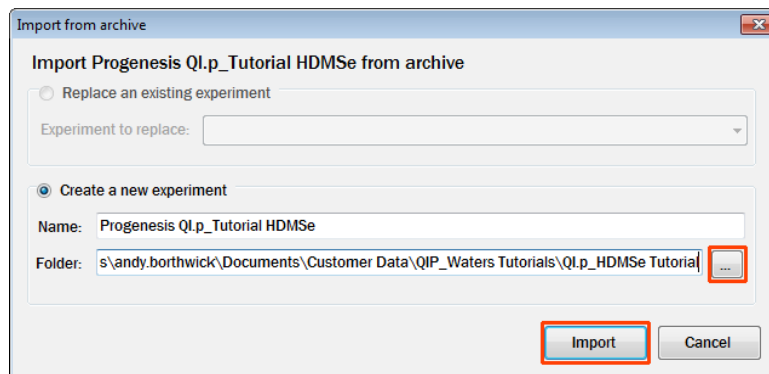 Import from archive
Import Progenesis QI.p_Tutorial HDMSe from archive
Replace an existing experiment
Experiment to replace:
Create a new experiment
Name: Progenesis QI.p_Tutorial HDMSe
Folder: s\andy.borthwick\Documents\Customer Data\QIP_Waters Tutorials\QI.p_HDMSe Tutorial ...
Import Cancel